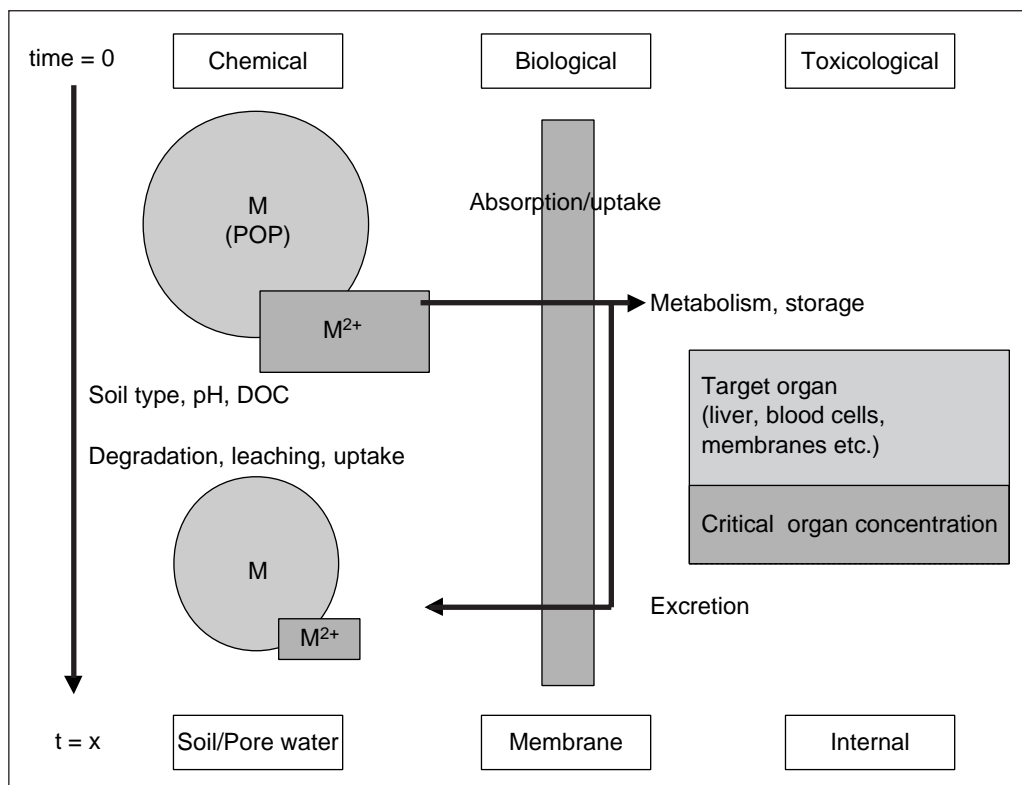 time = 0
Chemical
Biological
Toxicological
M
(POP)
Absorption/uptake
M²⁺
Metabolism, storage
Soil type, pH, DOC
Target organ
(liver, blood cells,
membranes etc.)
Degradation, leaching, uptake
Critical organ concentration
M
Excretion
M²⁺
t = x
Soil/Pore water
Membrane
Internal